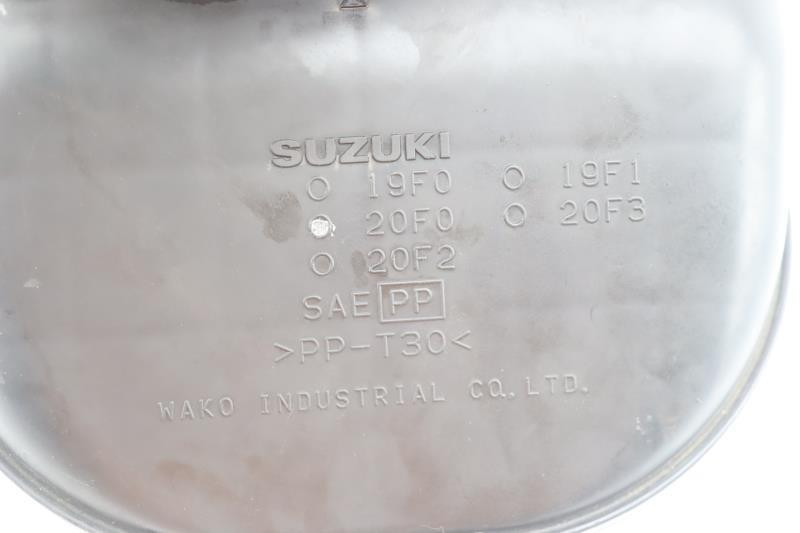 SUZUKI
19F0 19F1
20F0 20F3
20F2
SAE PP
>PP-T30<
WAKO INDUSTRIAL CO. LTD.